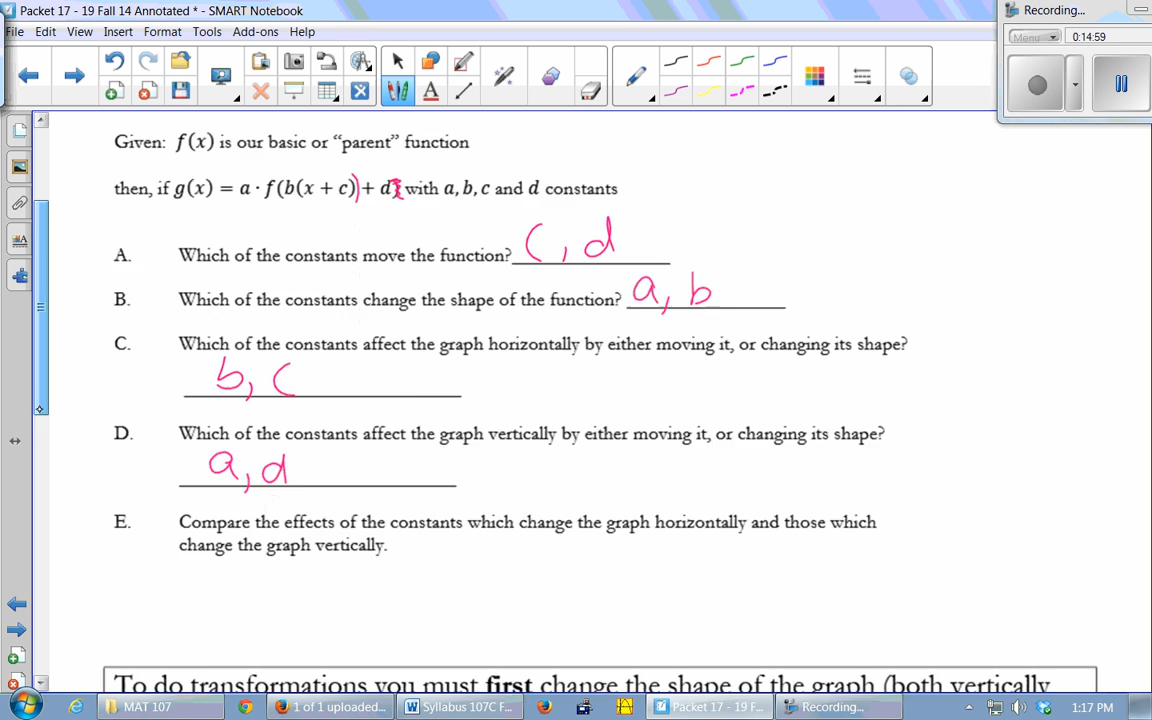 Packet 17 - 19 Fall 14 Annotated * - SMART Notebook
Recording...
File Edit View Insert Format Tools Add-ons Help
Menu
0:14:59
Given: f(x) is our basic or “parent” function
then, if g(x) = a · f(b(x + c)) + d with a, b, c and d constants
A. Which of the constants move the function? c, d
B. Which of the constants change the shape of the function? a, b
C. Which of the constants affect the graph horizontally by either moving it, or changing its shape?
b, c
D. Which of the constants affect the graph vertically by either moving it, or changing its shape?
a, d
E. Compare the effects of the constants which change the graph horizontally and those which
change the graph vertically.
To do transformations you must first change the shape of the graph (both vertically
MAT 107
1 of 1 uploaded...
Syllabus 107C F...
Packet 17 - 19 F...
Recording...
1:17 PM